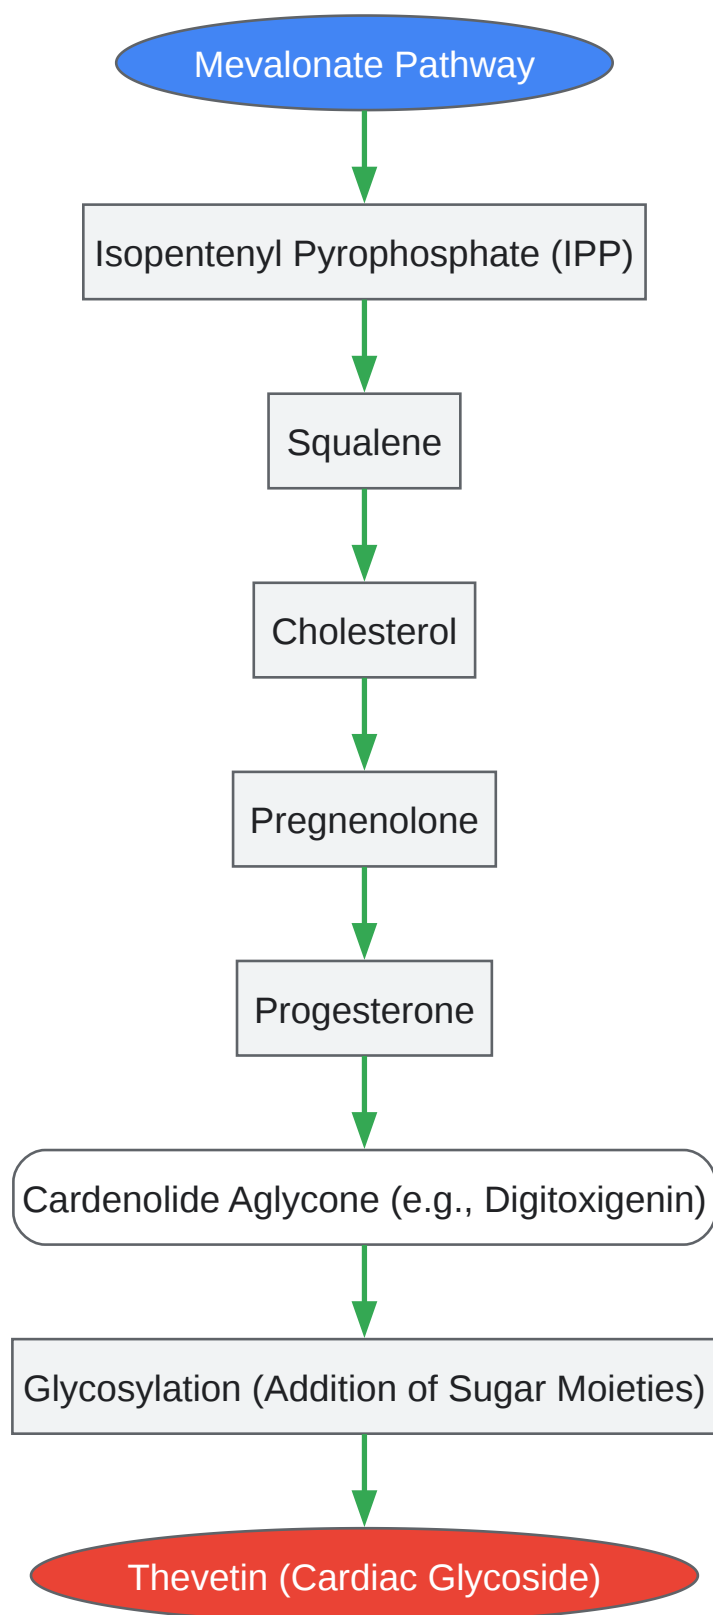 Mevalonate Pathway
Isopentenyl Pyrophosphate (IPP)
Squalene
Cholesterol
Pregnenolone
Progesterone
Cardenolide Aglycone (e.g., Digitoxigenin)
Glycosylation (Addition of Sugar Moieties)
Thevetin (Cardiac Glycoside)